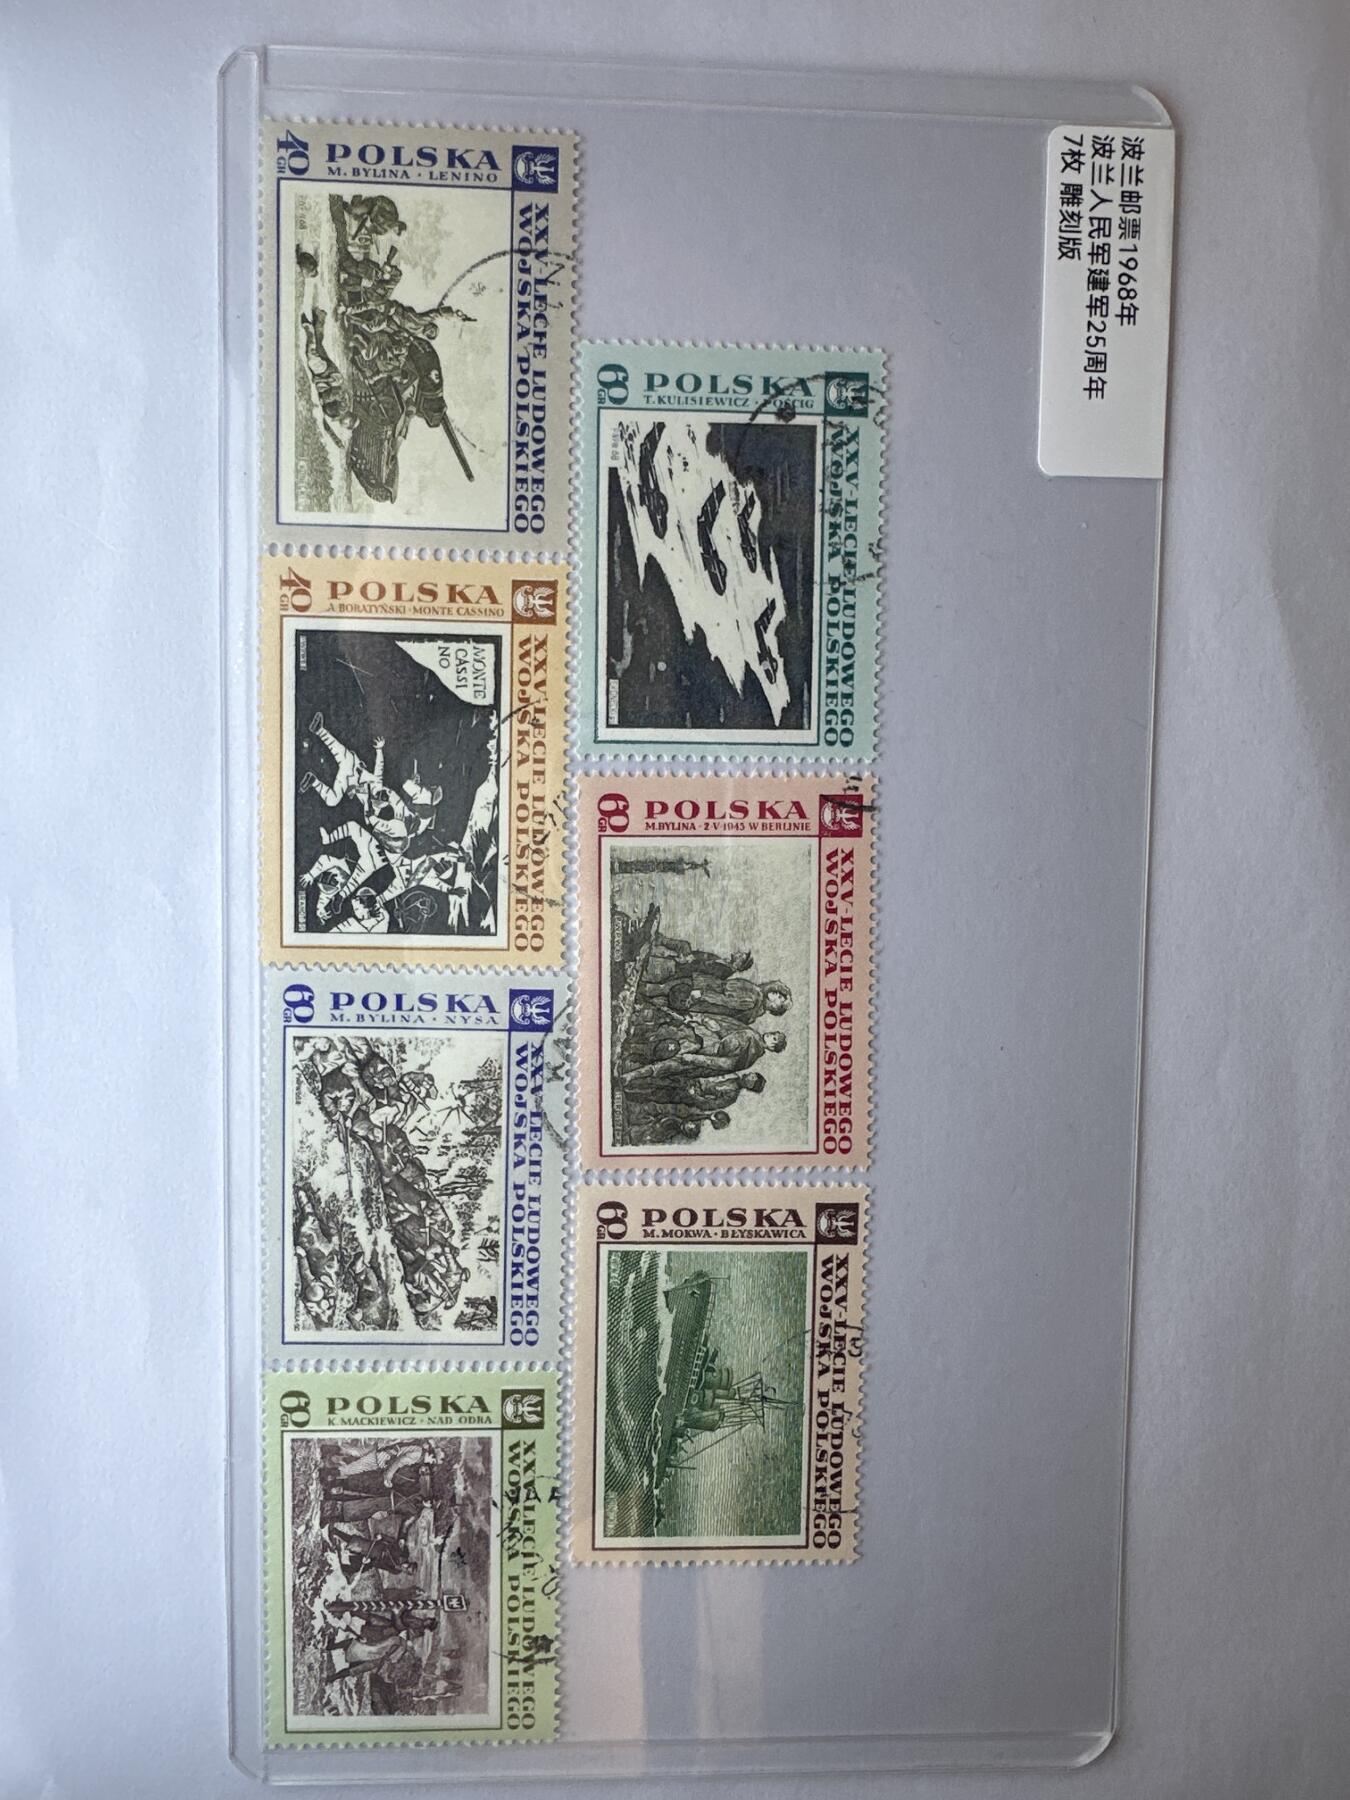 波兰邮票1968年
波兰人民军建军25周年
7枚 雕刻版
XXV-LECIE LUDOWEGO
WOJSKA POLSKIEGO
POLSKA
M. BYLINA · LENINO
40 GR
XXV-LECIE LUDOWEGO
WOJSKA POLSKIEGO
POLSKA
A BORATYŃSKI · MONTE CASSINO
40 GR
MONTE
CASSI
NO
XXV-LECIE LUDOWEGO
WOJSKA POLSKIEGO
POLSKA
M. BYLINA · NYSA
60 GR
XXV-LECIE LUDOWEGO
WOJSKA POLSKIEGO
POLSKA
K. MACKIEWICZ · NAD ODRA
60 GR
XXV-LECIE LUDOWEGO
WOJSKA POLSKIEGO
POLSKA
T. KULISIEWICZ · POŚCIG
60 GR
XXV-LECIE LUDOWEGO
WOJSKA POLSKIEGO
POLSKA
M. BYLINA · 2·V·1945 W BERLINIE
60 GR
XXV-LECIE LUDOWEGO
WOJSKA POLSKIEGO
POLSKA
M. MOKWA · BŁYSKAWICA
60 GR